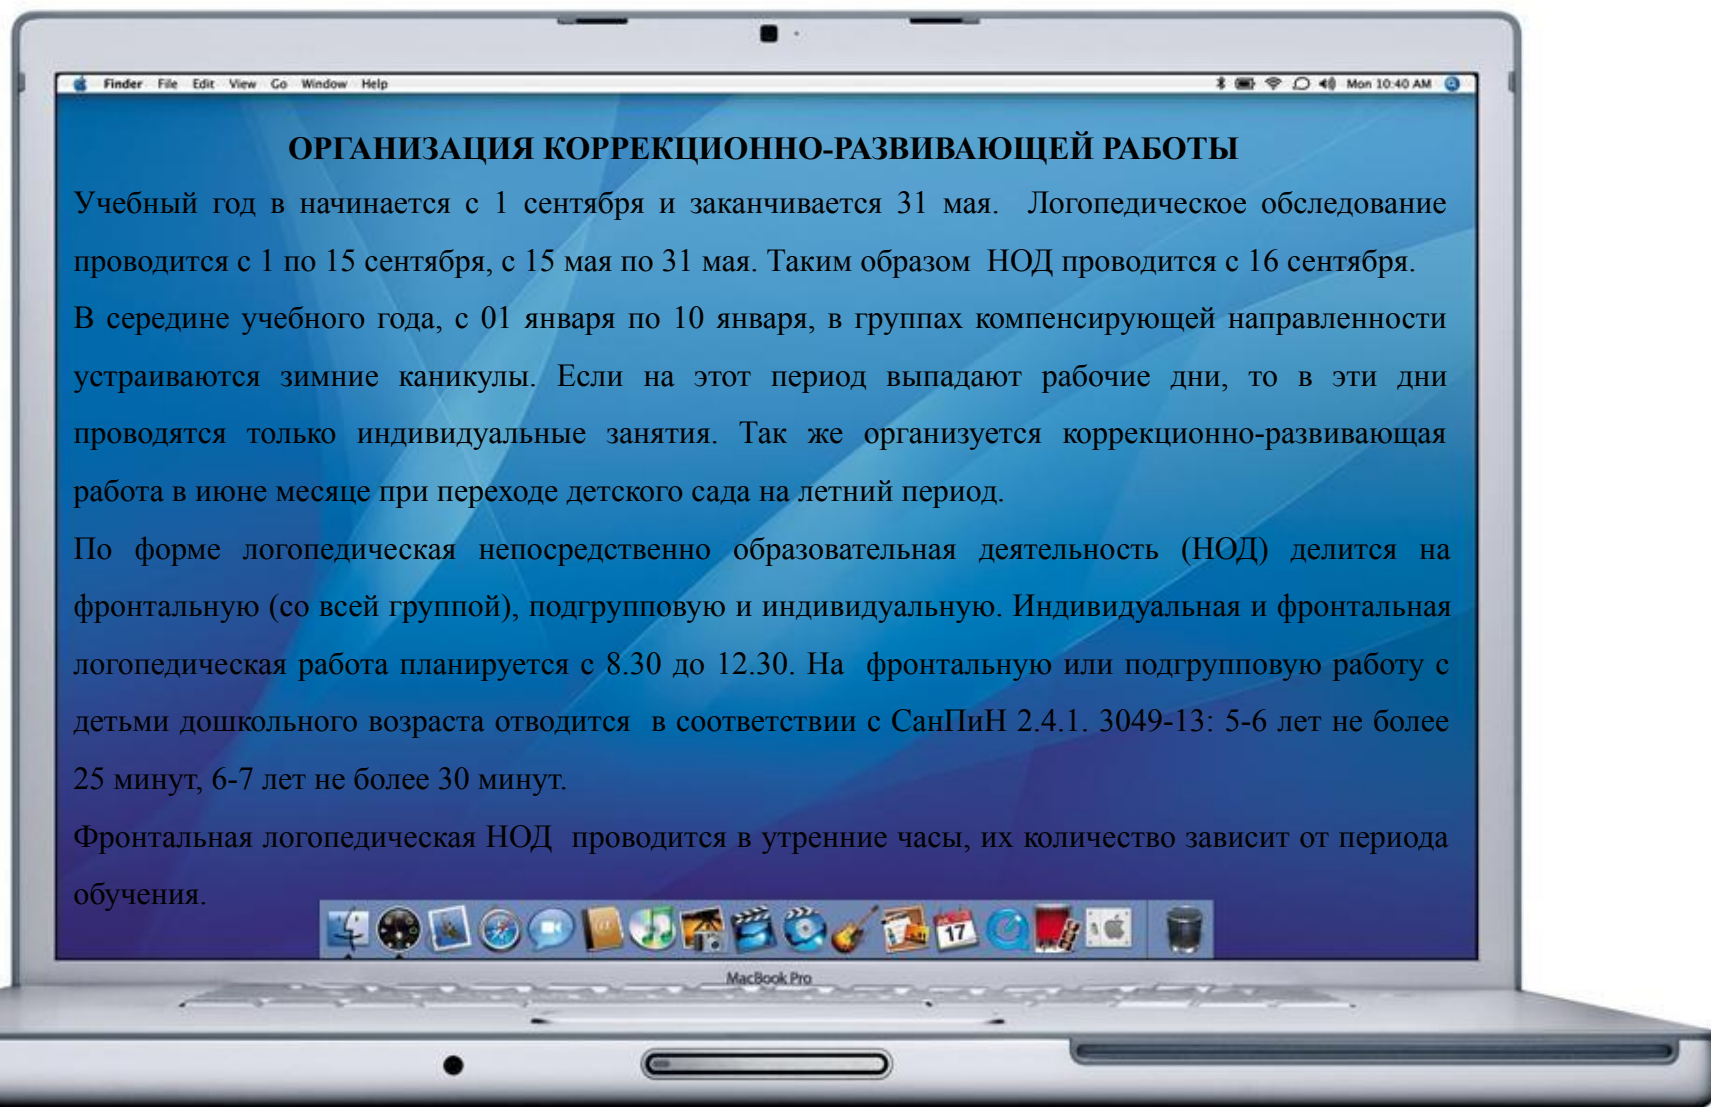 Finder File Edit View Go Window Help
Mon 10:40 AM
ОРГАНИЗАЦИЯ КОРРЕКЦИОННО-РАЗВИВАЮЩЕЙ РАБОТЫ
Учебный год в начинается с 1 сентября и заканчивается 31 мая. Логопедическое обследование
проводится с 1 по 15 сентября, с 15 мая по 31 мая. Таким образом НОД проводится с 16 сентября.
В середине учебного года, с 01 января по 10 января, в группах компенсирующей направленности
устраиваются зимние каникулы. Если на этот период выпадают рабочие дни, то в эти дни
проводятся только индивидуальные занятия. Так же организуется коррекционно-развивающая
работа в июне месяце при переходе детского сада на летний период.
По форме логопедическая непосредственно образовательная деятельность (НОД) делится на
фронтальную (со всей группой), подгрупповую и индивидуальную. Индивидуальная и фронтальная
логопедическая работа планируется с 8.30 до 12.30. На фронтальную или подгрупповую работу с
детьми дошкольного возраста отводится в соответствии с СанПиН 2.4.1. 3049-13: 5-6 лет не более
25 минут, 6-7 лет не более 30 минут.
Фронтальная логопедическая НОД проводится в утренние часы, их количество зависит от периода
обучения.
17
MacBook Pro